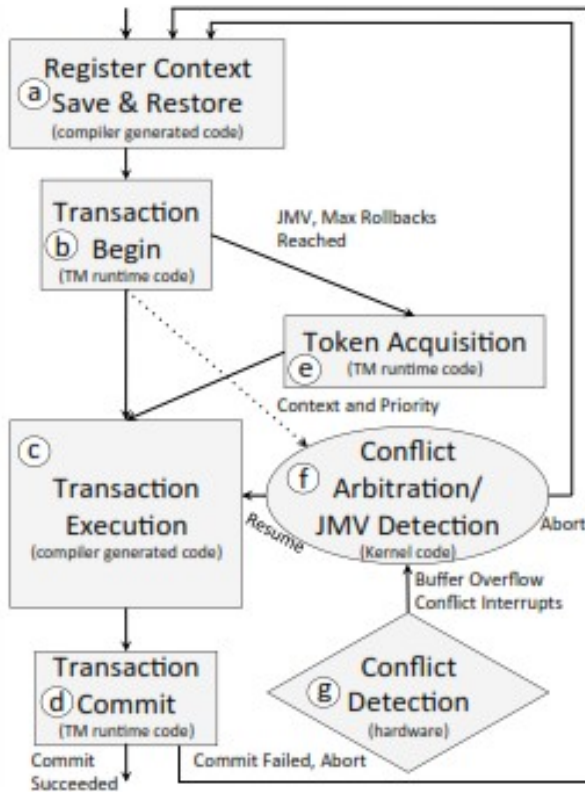 a
Register Context
Save & Restore
(compiler generated code)
Transaction
b
Begin
(TM runtime code)
JMV, Max Rollbacks
Reached
Token Acquisition
e
(TM runtime code)
Context and Priority
c
Transaction
Execution
(compiler generated code)
f
Conflict
Arbitration/
JMV Detection
(Kernel code)
Resume
Abort
Buffer Overflow
Conflict Interrupts
Transaction
d
Commit
(TM runtime code)
g
Conflict
Detection
(hardware)
Commit
Succeeded
Commit Failed, Abort